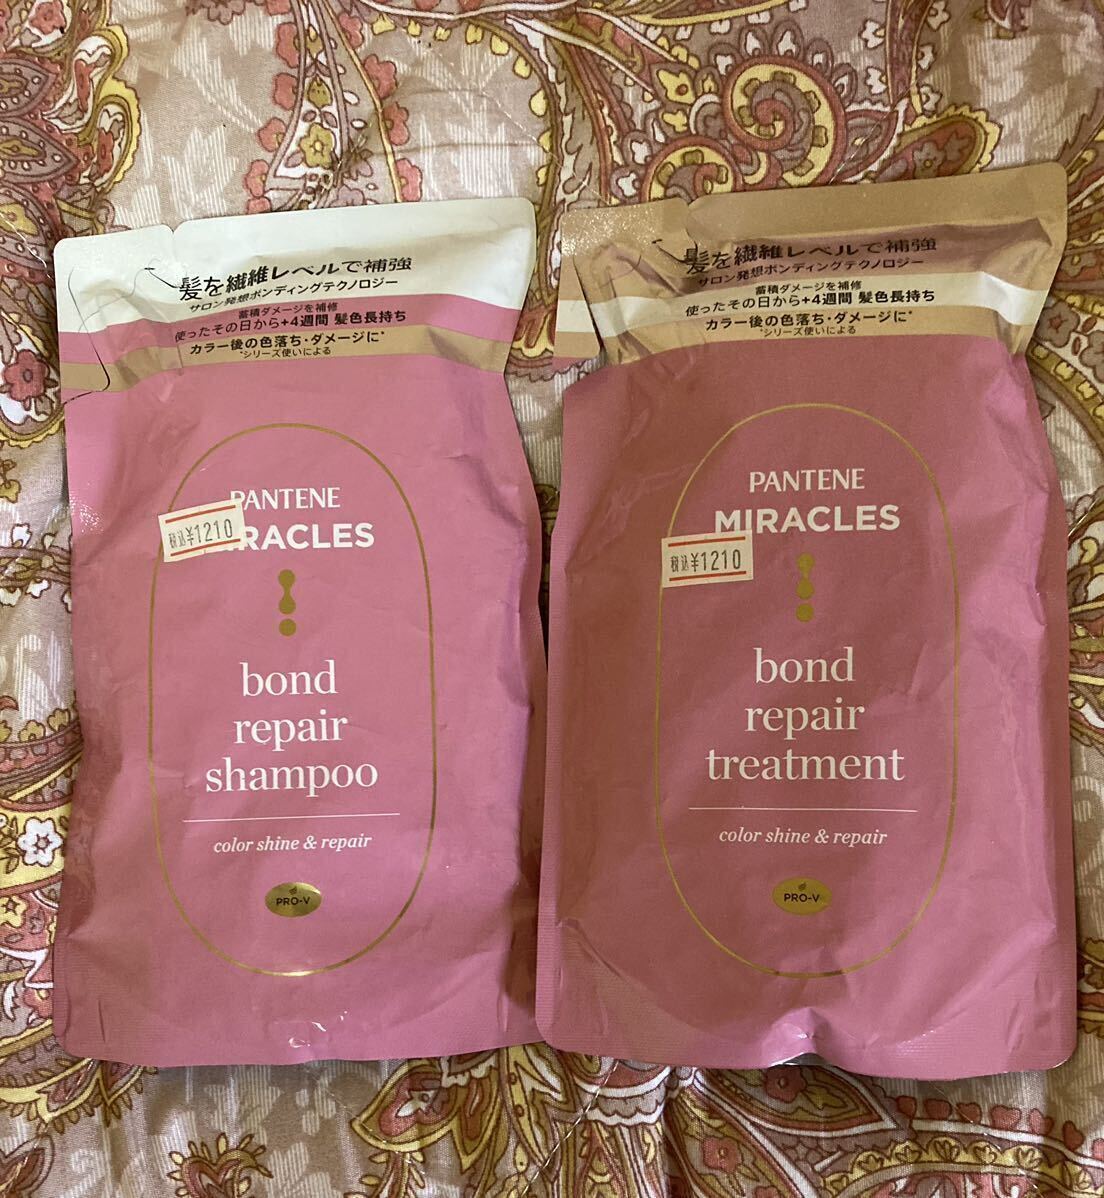 髪を繊維レベルで補強
サロン発想ボンディングテクノロジー
蓄積ダメージを補修
使ったその日から+4週間 髪色長持ち
カラー後の色落ち・ダメージに*
*シリーズ使いによる
PANTENE
RACLES
税込¥1210
bond
repair
shampoo
color shine & repair
PRO-V
髪を繊維レベルで補強
サロン発想ボンディングテクノロジー
蓄積ダメージを補修
使ったその日から+4週間 髪色長持ち
カラー後の色落ち・ダメージに*
*シリーズ使いによる
PANTENE
MIRACLES
税込¥1210
bond
repair
treatment
color shine & repair
PRO-V